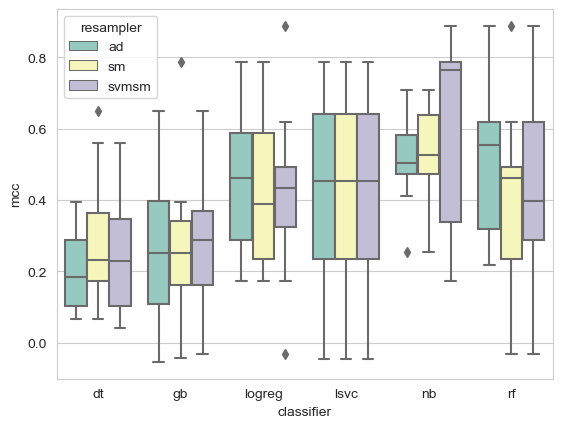 resampler
ad
sm
svmsm
0.8
0.6
0.4
0.2
0.0
mcc
dt gb logreg lsvc nb rf
classifier